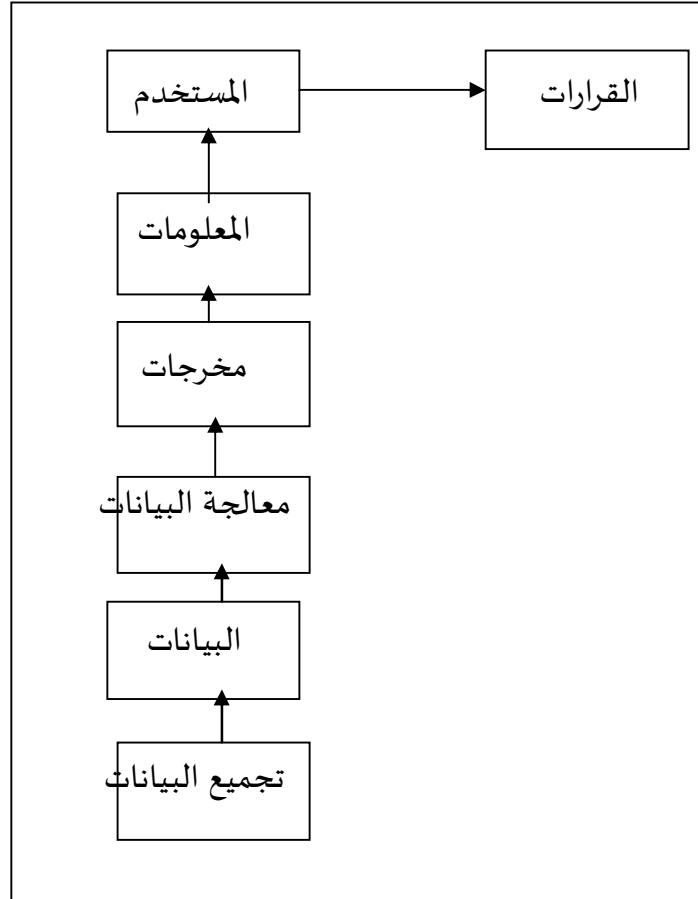 المستخدم
القرارات
المعلومات
مخرجات
معالجة البيانات
البيانات
تجميع البيانات